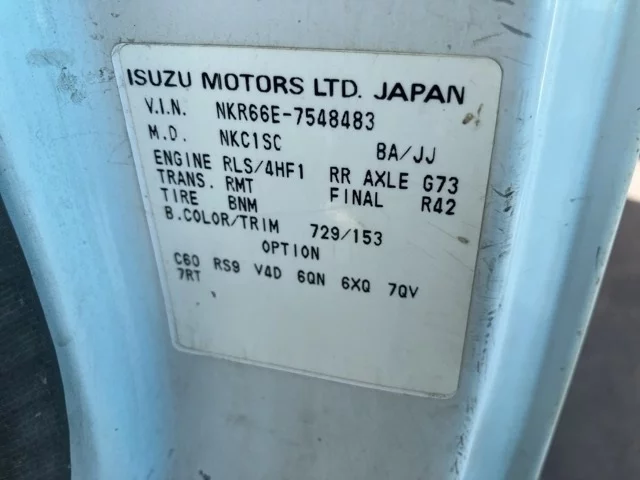 ISUZU MOTORS LTD. JAPAN
V.I.N. NKR66E-7548483
M.D. NKC1SC 8A/JJ
ENGINE RLS/4HF1 RR AXLE G73
TRANS. RMT FINAL R42
TIRE BNM
B.COLOR/TRIM 729/153
OPTION
C60 RS9 V4D 6QN 6XQ 7QV
7RT